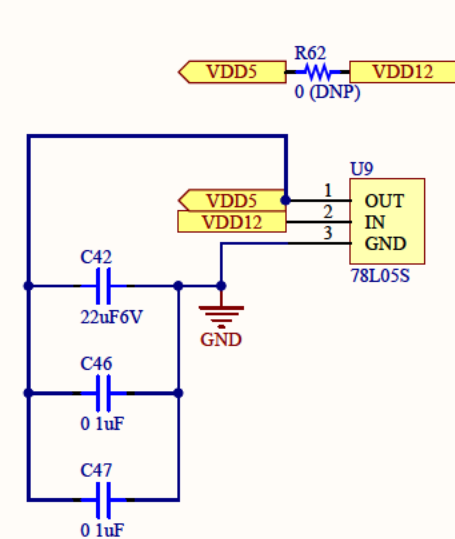 R62
VDD5
VDD12
0 (DNP)
U9
VDD5
1
OUT
VDD12
2
IN
3
GND
78L05S
C42
22uF6V
GND
C46
0 1uF
C47
0 1uF